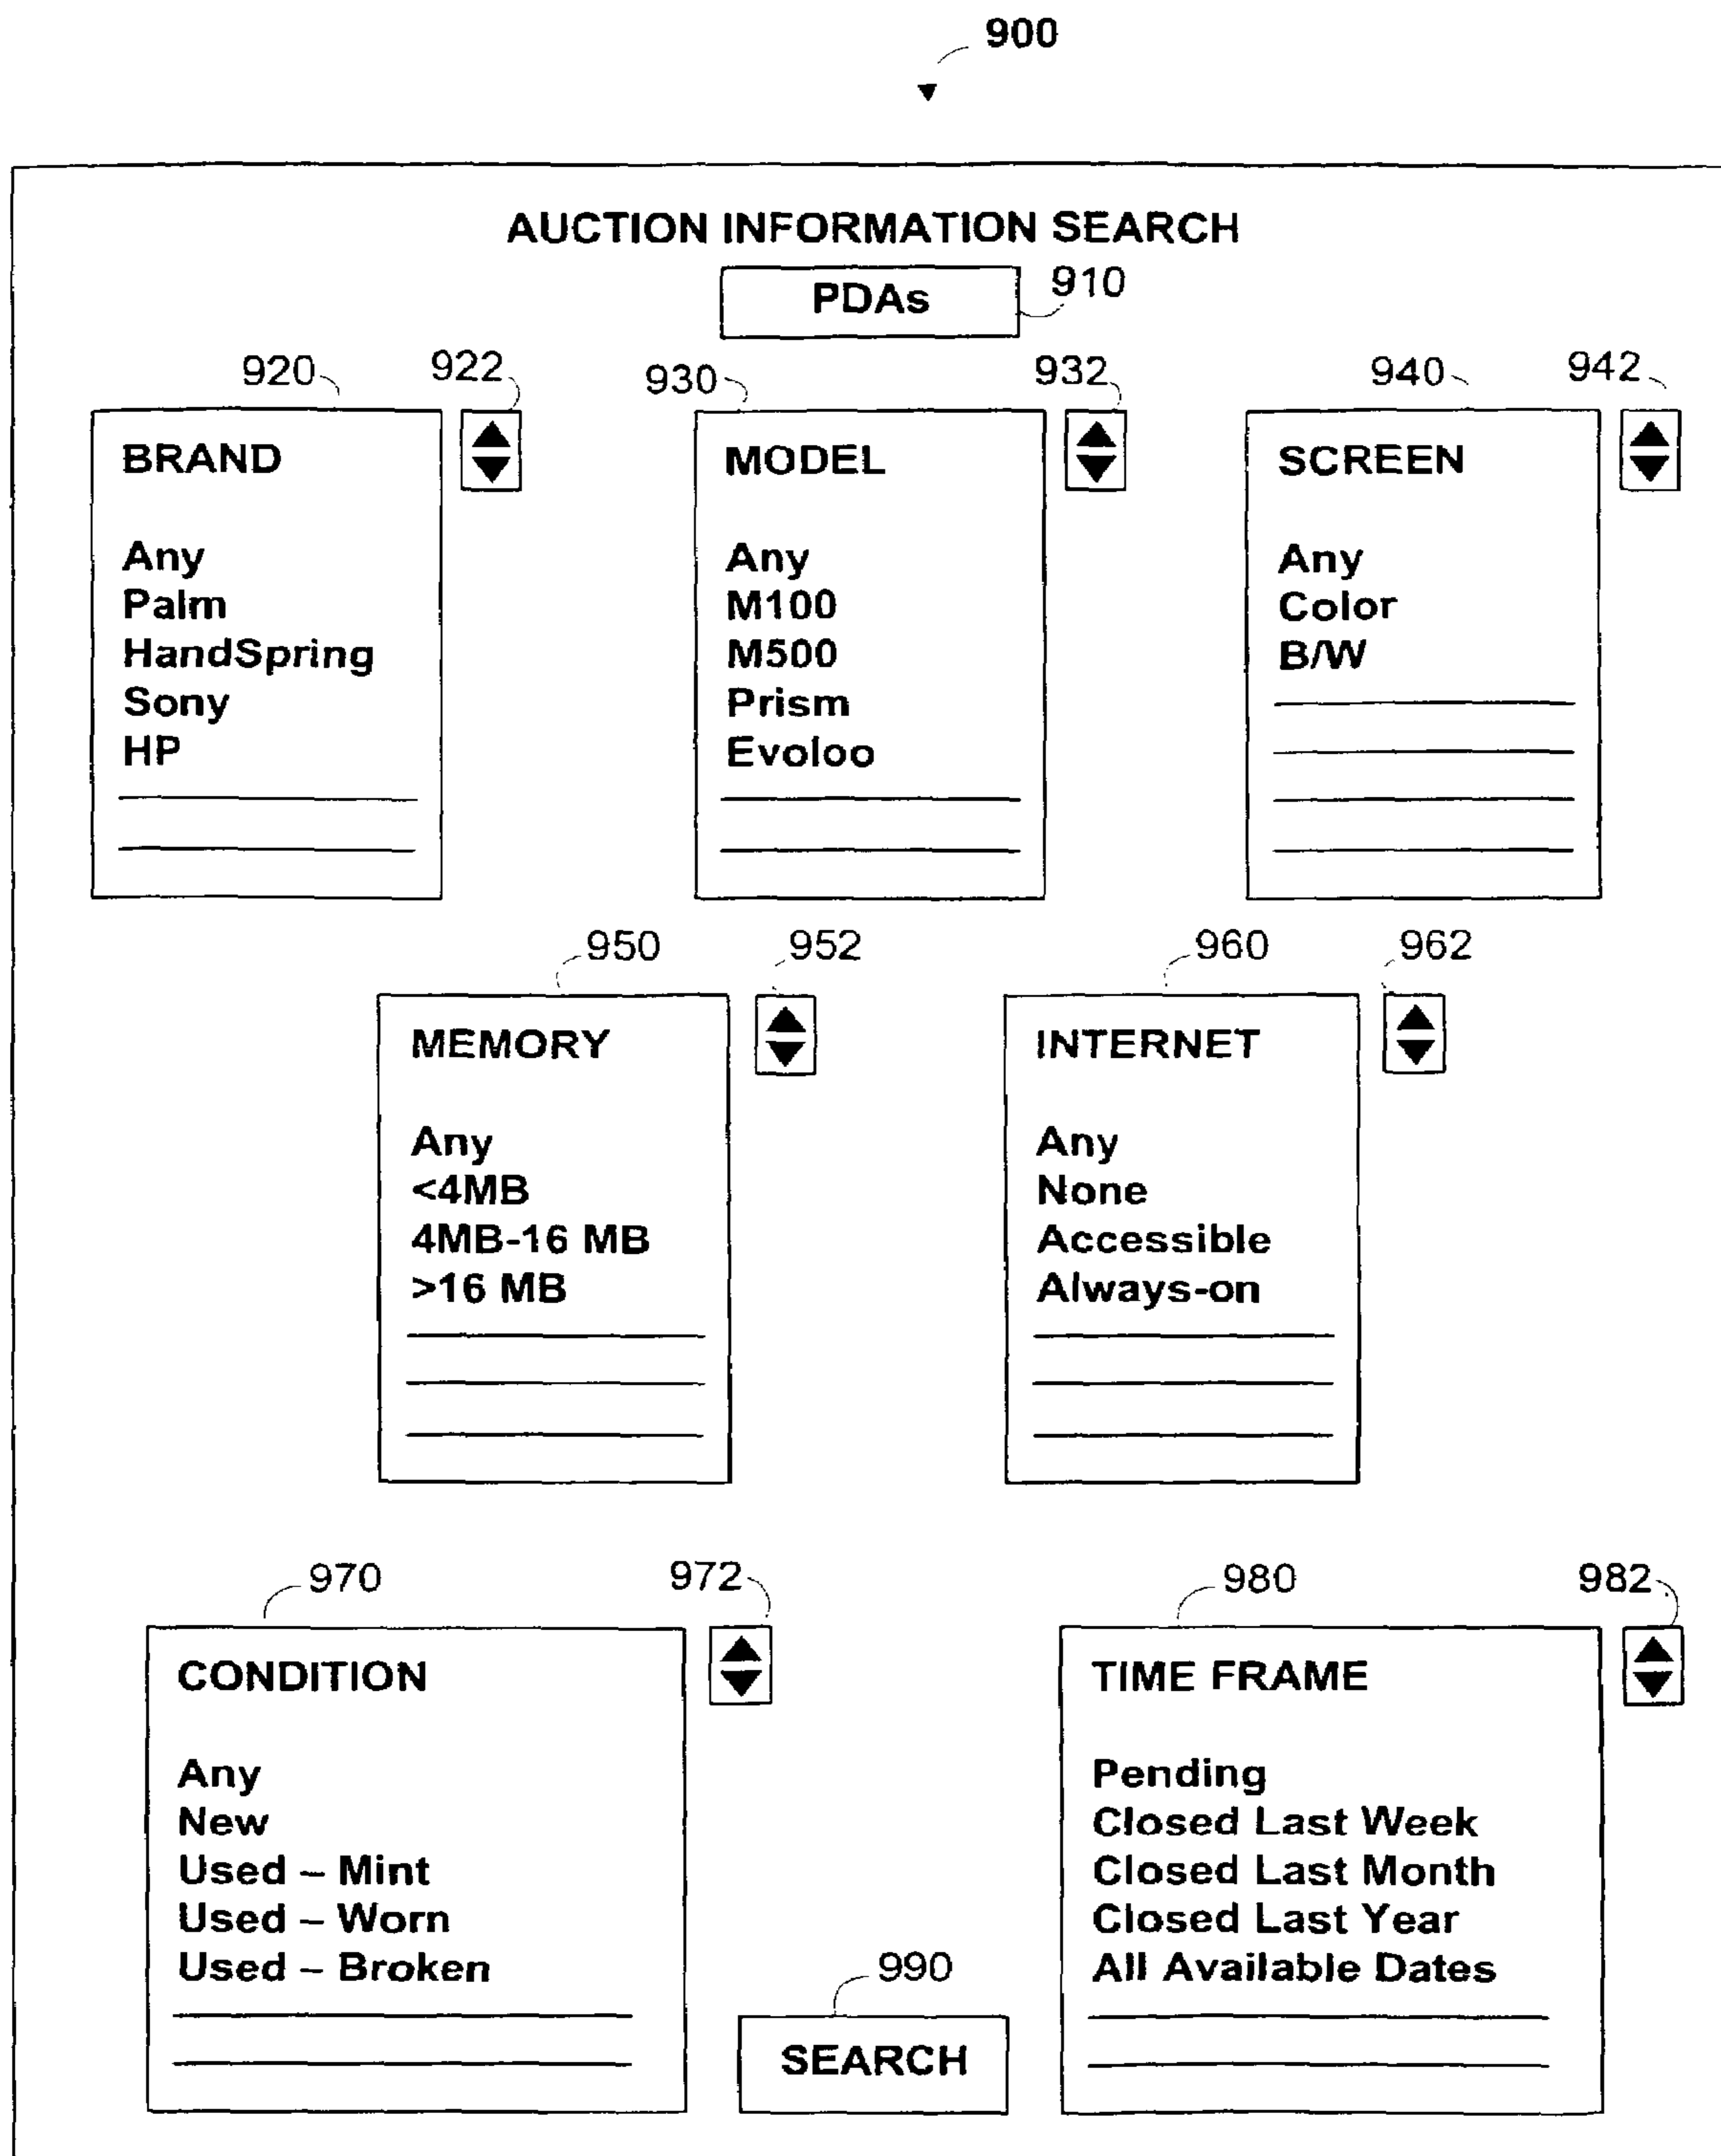 900
AUCTION INFORMATION SEARCH
PDAs
910
920
922
930
932
940
942
BRAND
Any
Palm
HandSpring
Sony
HP
MODEL
Any
M100
M500
Prism
Evoloo
SCREEN
Any
Color
B/W
950
952
960
962
MEMORY
Any
<4MB
4MB-16 MB
>16 MB
INTERNET
Any
None
Accessible
Always-on
970
972
980
982
CONDITION
Any
New
Used – Mint
Used – Worn
Used – Broken
TIME FRAME
Pending
Closed Last Week
Closed Last Month
Closed Last Year
All Available Dates
990
SEARCH